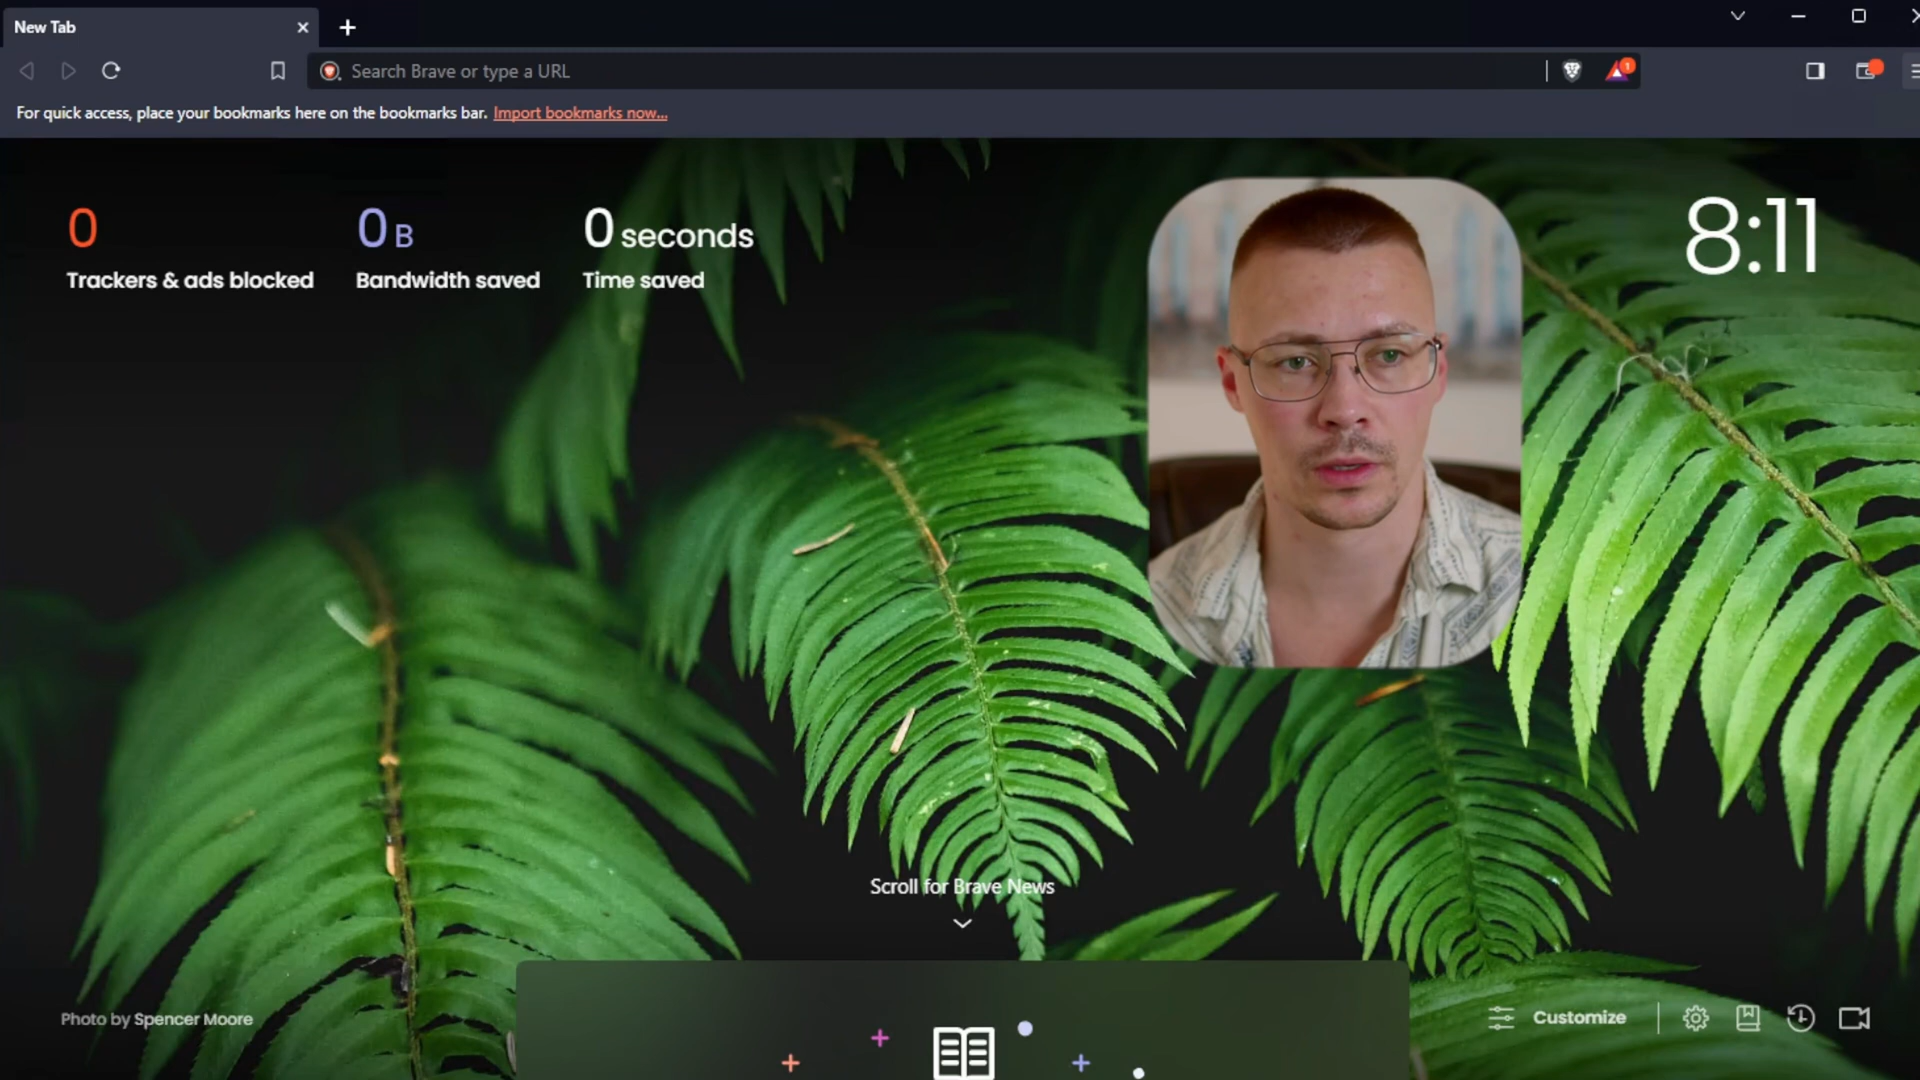 New Tab
Search Brave or type a URL
1
For quick access, place your bookmarks here on the bookmarks bar. Import bookmarks now...
0
Trackers & ads blocked
0 B
Bandwidth saved
0 seconds
Time saved
8:11
Scroll for Brave News
Photo by Spencer Moore
Customize